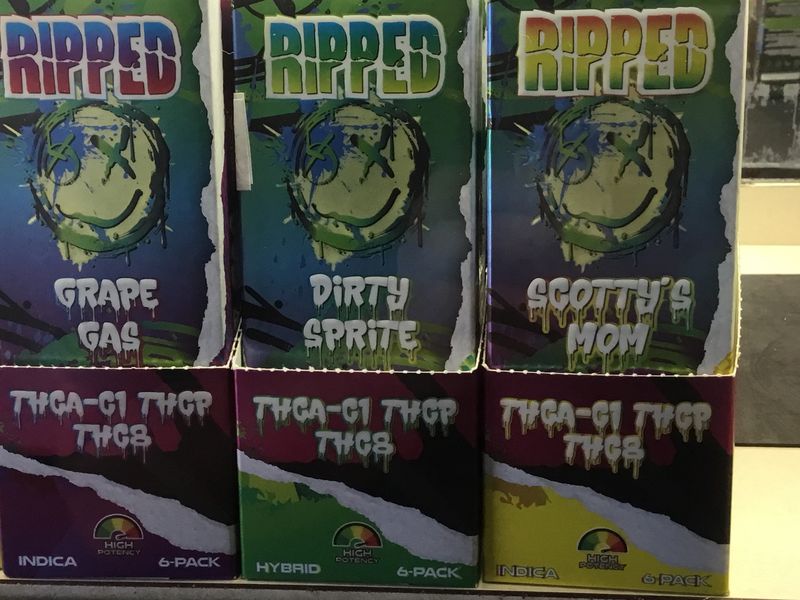 RIPPED
GRAPE
GAS
THCA-C1 THCP
THC8
HIGH
POTENCY
INDICA
6-PACK
RIPPED
DIRTY
SPRITE
THCA-C1 THCP
THC8
HIGH
POTENCY
HYBRID
6-PACK
RIPPED
SCOTTY'S
MOM
THCA-C1 THCP
THC8
HIGH
POTENCY
INDICA
6-PACK